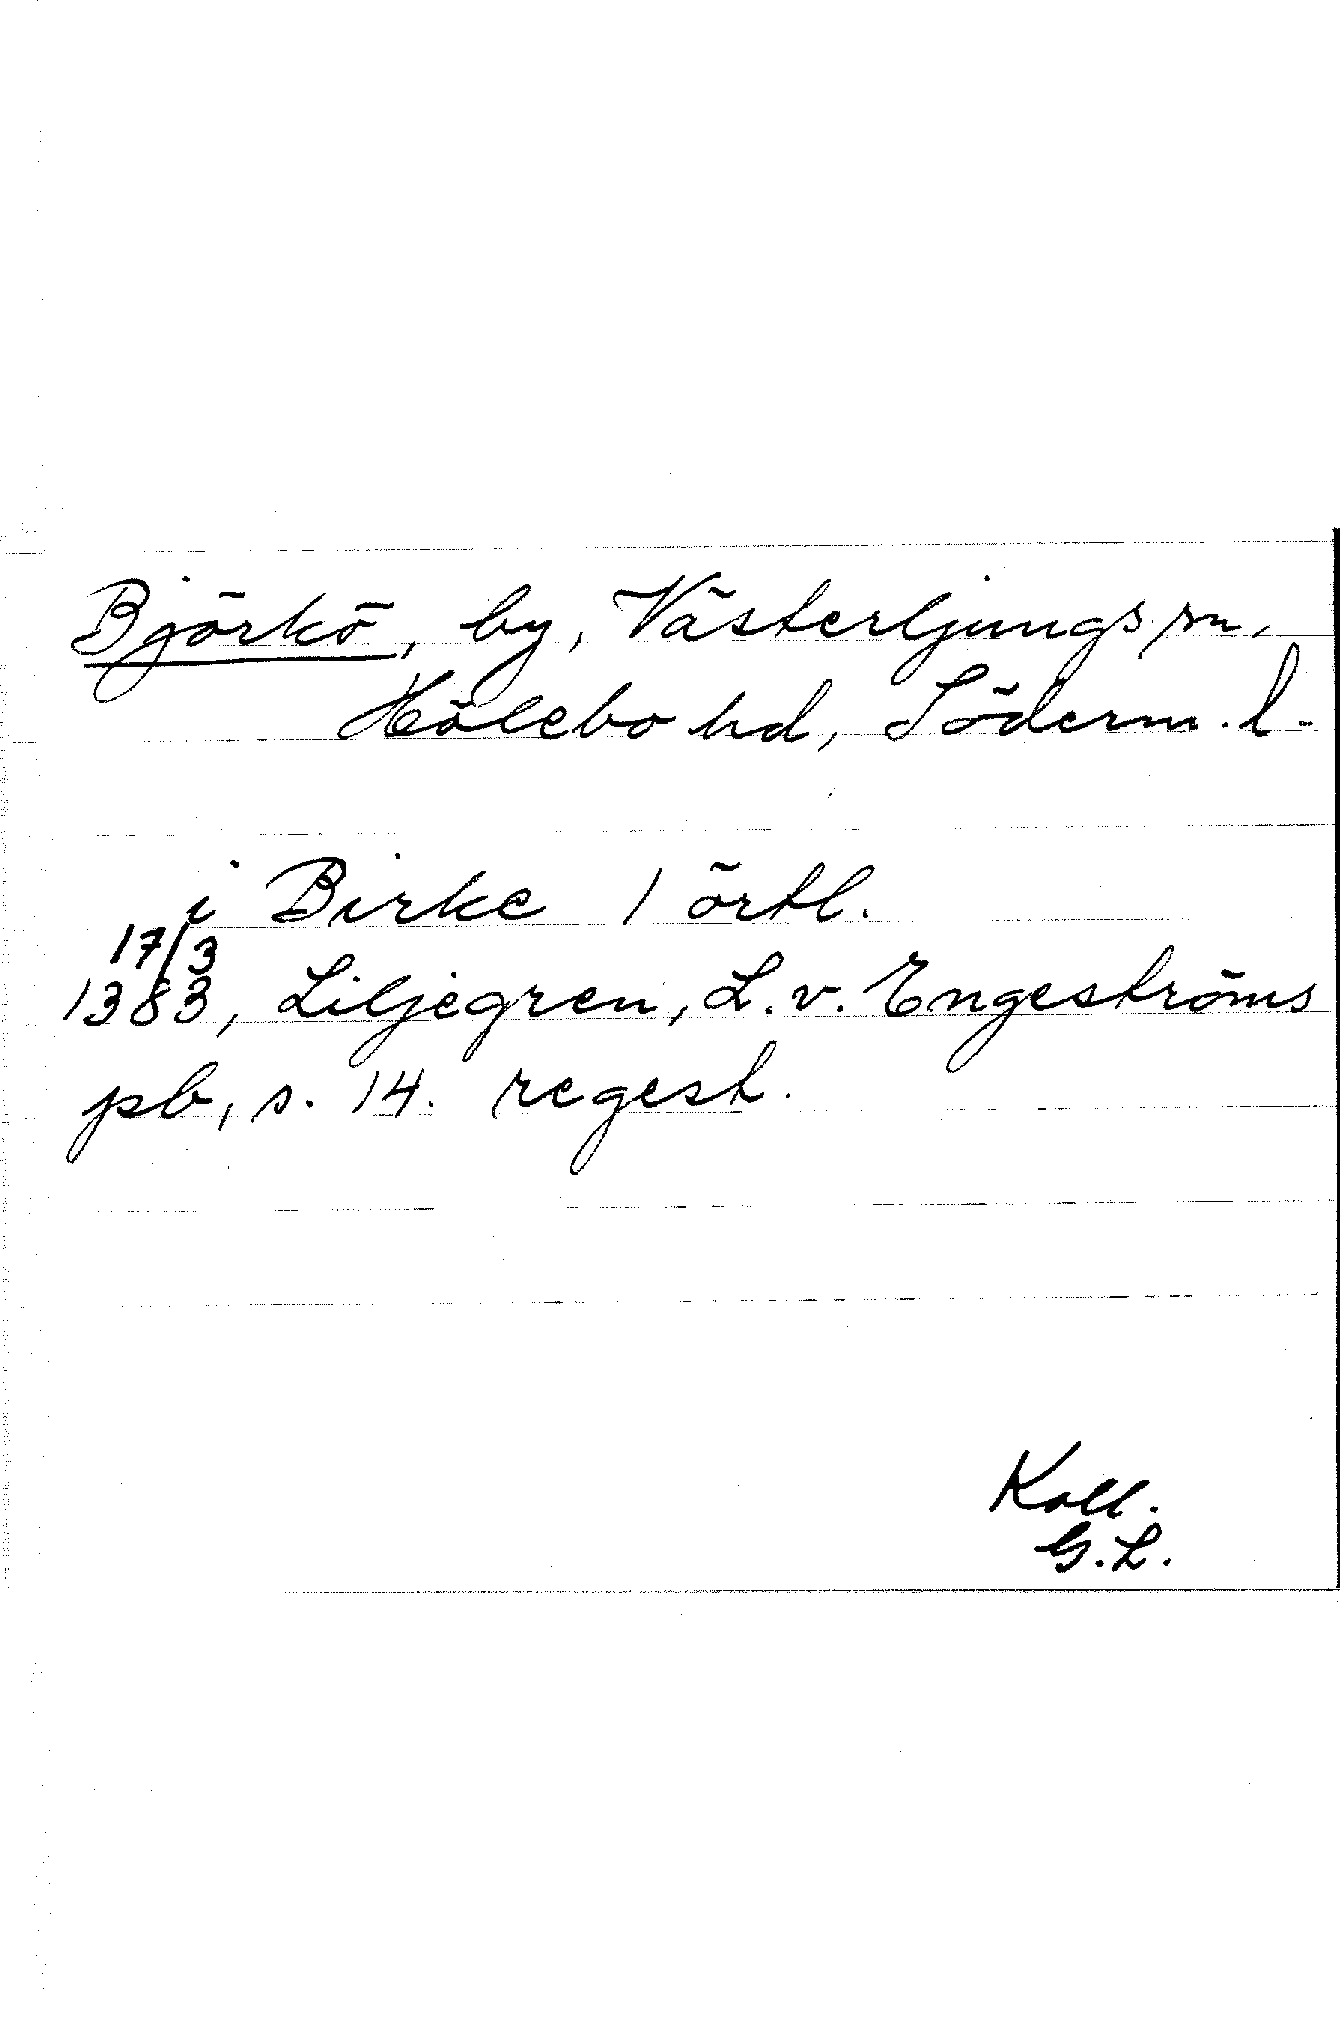 Björkö, by, Västerljungs sn,
Hölebo hd, Söderm. l.
i Birke 1 örtl.
17/3
1383, Liljegren, L. v. Engeströms
pb, s. 14. regest.
Koll.
G.L.